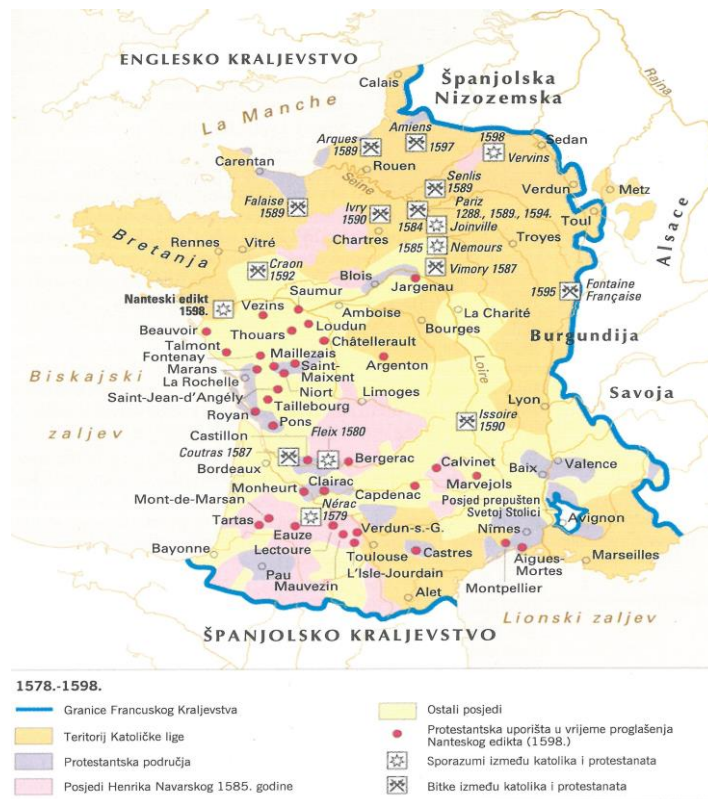 ENGLESKO KRALJEVSTVO
Calais
Španjolska
Nizozemska
Rajna
La Manche
Arques
1589
Amiens
1597
1598
Vervins
Sedan
Carentan
Rouen
Seine
Senlis
1589
Verdun
Metz
Falaise
1589
Ivry
1590
Pariz
1288., 1589., 1594.
1584
Joinville
Toul
Alsace
Bretanja
Rennes
Vitré
Chartres
1585
Nemours
Troyes
Craon
1592
Blois
Vimory 1587
Jargenau
1595
Fontaine
Française
Nanteski edikt
1598.
Saumur
Vezins
Amboise
La Charité
Beauvoir
Loudun
Bourges
Burgundija
Talmont
Thouars
Châtellerault
Fontenay
Maillezais
Argenton
Loire
Marans
Saint-
Maixent
Biskajski
zaljev
La Rochelle
Niort
Limoges
Savoja
Saint-Jean-d'Angély
Taillebourg
Lyon
Royan
Pons
Issoire
1590
Castillon
Fleix 1580
Coutras 1587
Bordeaux
Bergerac
Calvinet
Baix
Valence
Monheurt
Clairac
Capdenac
Marvejols
Mont-de-Marsan
Nérac
1579
Posjed prepušten
Svetoj Stolici
Tartas
Verdun-s.-G.
Nîmes
Avignon
Eauze
Bayonne
Lectoure
Toulouse
Castres
Aigues-
Mortes
Marseilles
Pau
L'Isle-Jourdain
Montpellier
Mauvezin
Alet
Lionski zaljev
ŠPANJOLSKO KRALJEVSTVO
1578.-1598.
Granice Francuskog Kraljevstva
Teritorij Katoličke lige
Protestantska područja
Posjedi Henrika Navarskog 1585. godine
Ostali posjedi
Protestantska uporišta u vrijeme proglašenja
Nanteskog edikta (1598.)
Sporazumi između katolika i protestanata
Bitke između katolika i protestanata